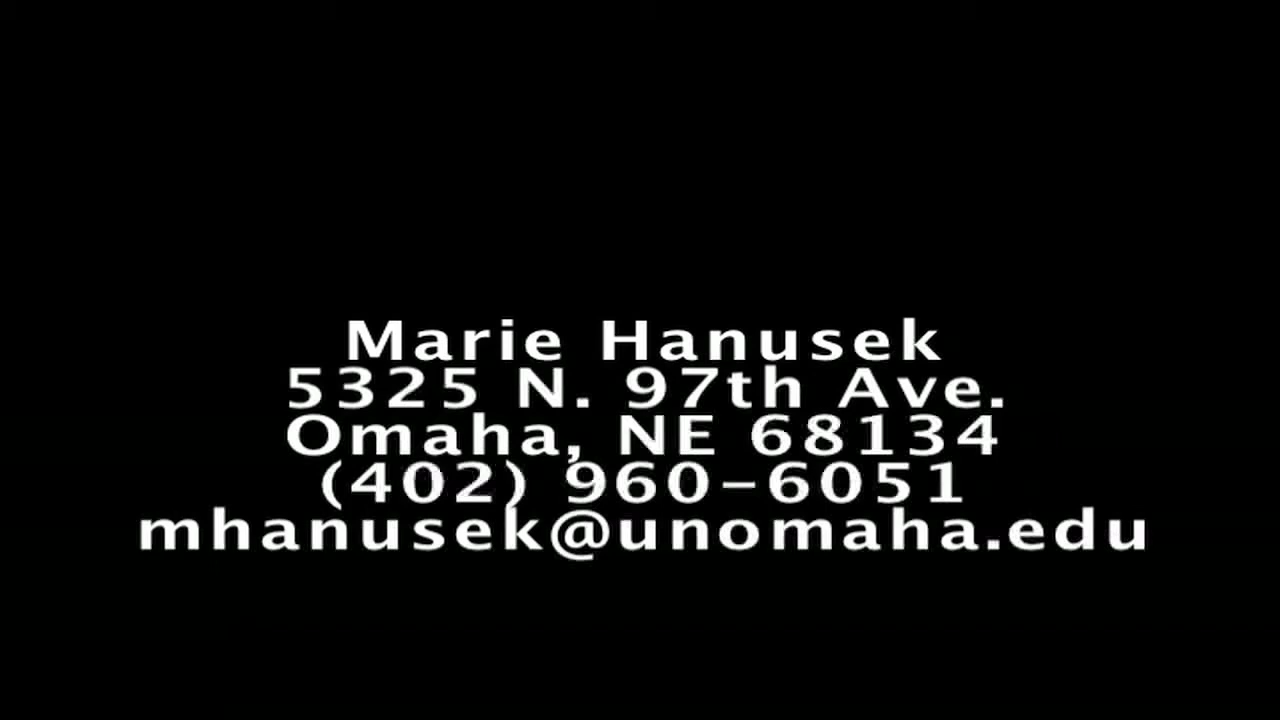 Marie Hanusek
5325 N. 97th Ave.
Omaha, NE 68134
(402) 960-6051
mhanusek@unomaha.edu